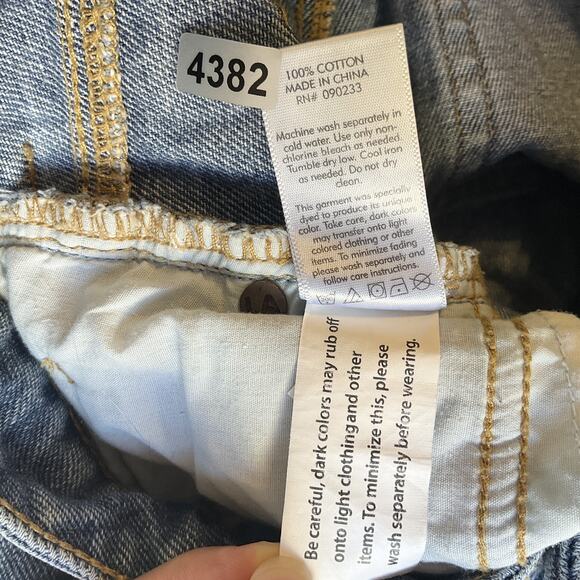 4382
100% COTTON
MADE IN CHINA
RN# 090233
Machine wash separately in
cold water. Use only non-
chlorine bleach as needed.
Tumble dry low. Cool iron
as needed. Do not dry
clean.
This garment was specially
dyed to produce its unique
color. Take care, dark colors
may transfer onto light
colored clothing or other
items. To minimize fading
please wash separately and
follow care instructions.
Be careful, dark colors may rub off
onto light clothing and other
items. To minimize this, please
wash separately before wearing.